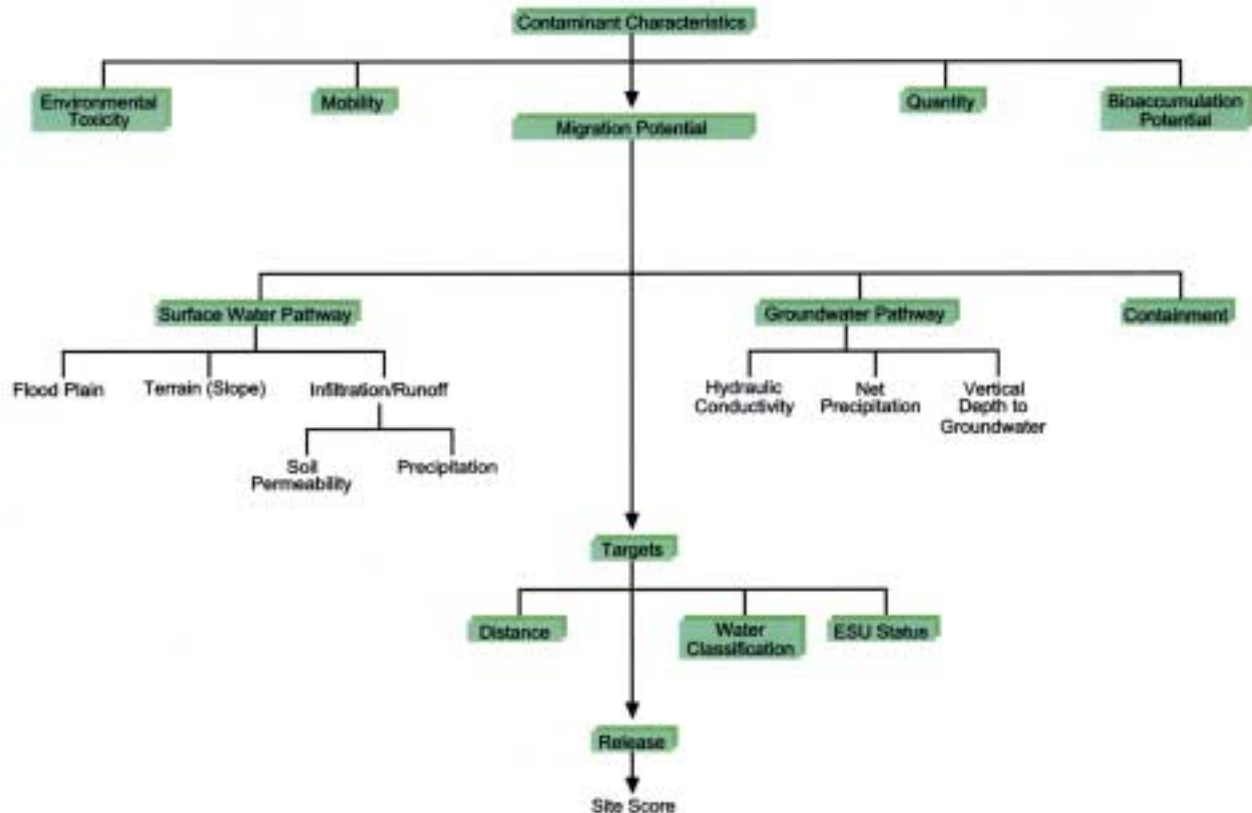 Contaminant Characteristics
Environmental
Toxicity
Mobility
Quantity
Bioaccumulation
Potential
Migration Potential
Surface Water Pathway
Groundwater Pathway
Containment
Flood Plain
Terrain (Slope)
Infiltration/Runoff
Hydraulic
Conductivity
Net
Precipitation
Vertical
Depth to
Groundwater
Soil
Permeability
Precipitation
Targets
Distance
Water
Classification
ESU Status
Release
Site Score